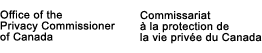 Office of the
Privacy Commissioner
of Canada
Commissariat
à la protection de
la vie privée du Canada